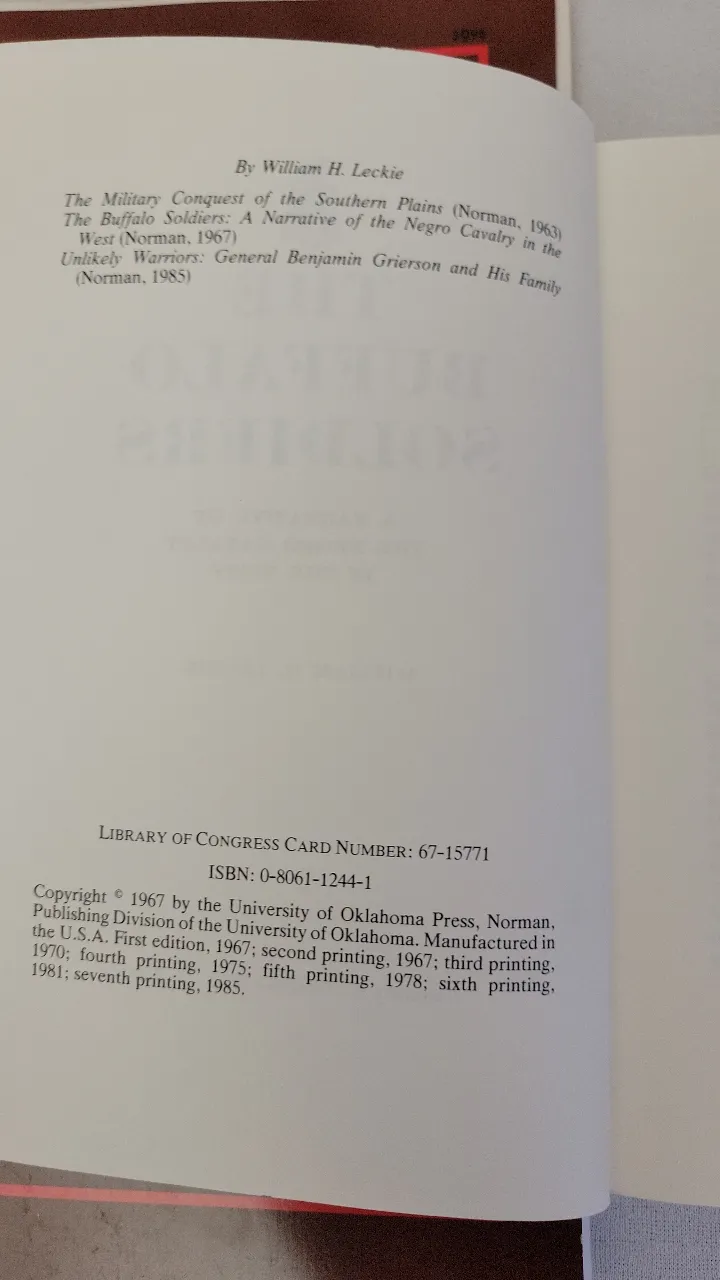 By William H. Leckie
The Military Conquest of the Southern Plains (Norman, 1963)
The Buffalo Soldiers: A Narrative of the Negro Cavalry in the
West (Norman, 1967)
Unlikely Warriors: General Benjamin Grierson and His Family
(Norman, 1985)
THE
BUFFALO
SOLDIERS
LIBRARY OF CONGRESS CARD NUMBER: 67-15771
ISBN: 0-8061-1244-1
Copyright © 1967 by the University of Oklahoma Press, Norman,
Publishing Division of the University of Oklahoma. Manufactured in
the U.S.A. First edition, 1967; second printing, 1967; third printing,
1970; fourth printing, 1975; fifth printing, 1978; sixth printing,
1981; seventh printing, 1985.